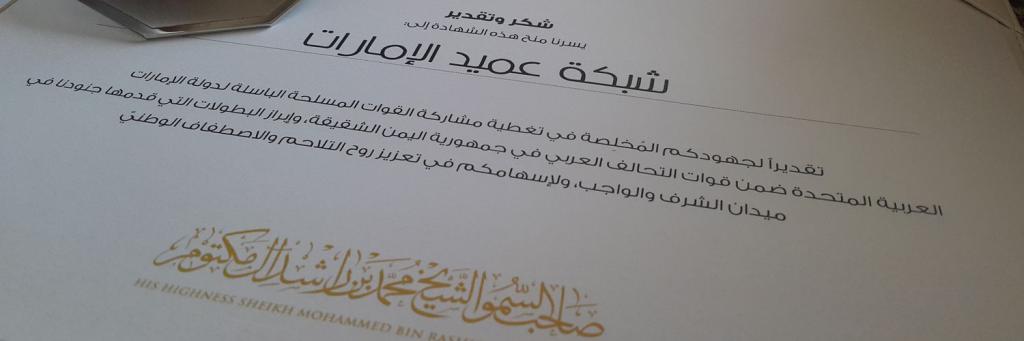 شكر وتقدير
يسرنا منح هذه الشهادة إلى:
شبكة عميد الإمارات
تقديراً لجهودكم المُخلِصة في تغطية مشاركة القوات المسلحة الباسلة لدولة الإمارات
العربية المتحدة ضمن قوات التحالف العربي في جمهورية اليمن الشقيقة، وإبراز البطولات التي قدمها جنودنا في
ميدان الشرف والواجب، ولإسهامكم في تعزيز روح التلاحم والاصطفاف الوطنيّ
صاحب السمو الشيخ محمد بن راشد آل مكتوم
HIS HIGHNESS SHEIKH MOHAMMED BIN